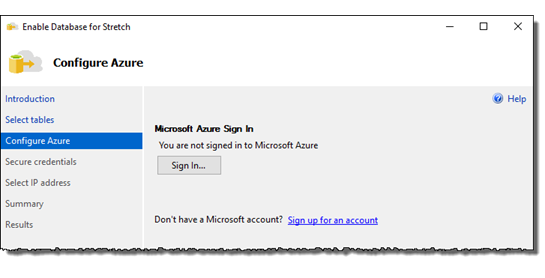 Enable Database for Stretch
Configure Azure
Introduction
Help
Select tables
Configure Azure
Microsoft Azure Sign In
You are not signed in to Microsoft Azure
Secure credentials
Sign In...
Select IP address
Summary
Don't have a Microsoft account? Sign up for an account
Results